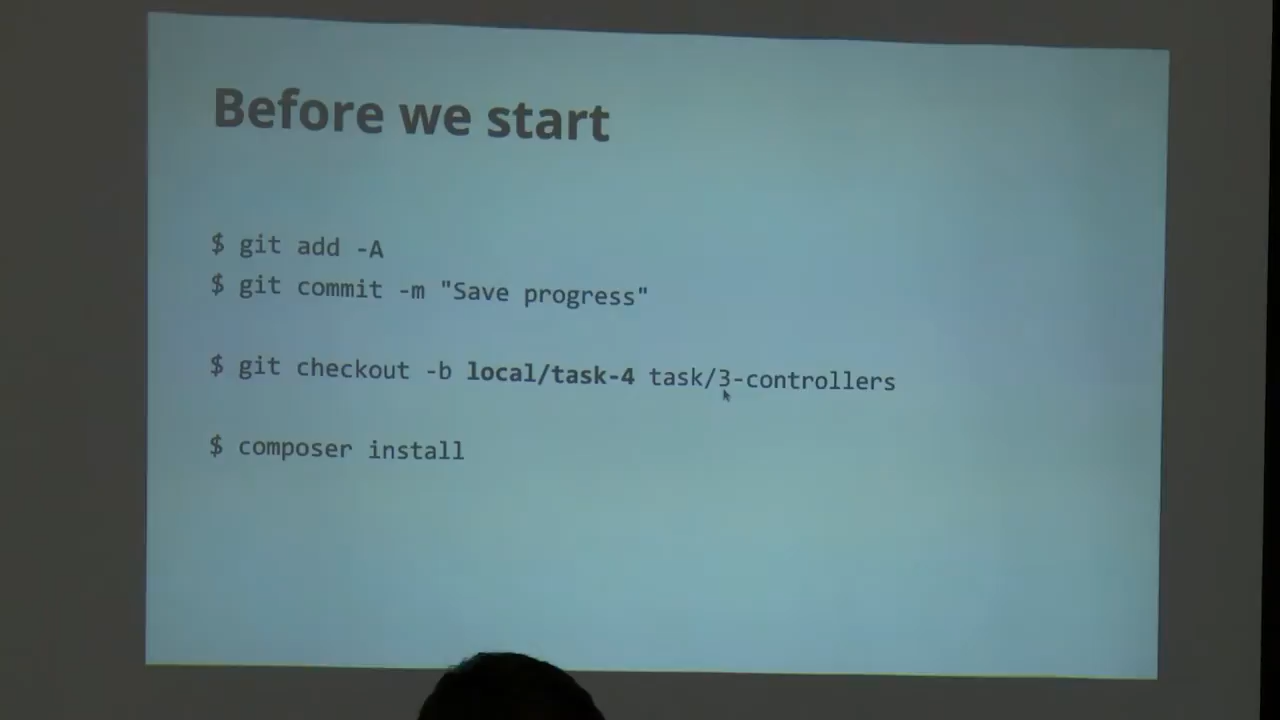 Before we start
$ git add -A
$ git commit -m "Save progress"
$ git checkout -b local/task-4 task/3-controllers
$ composer install